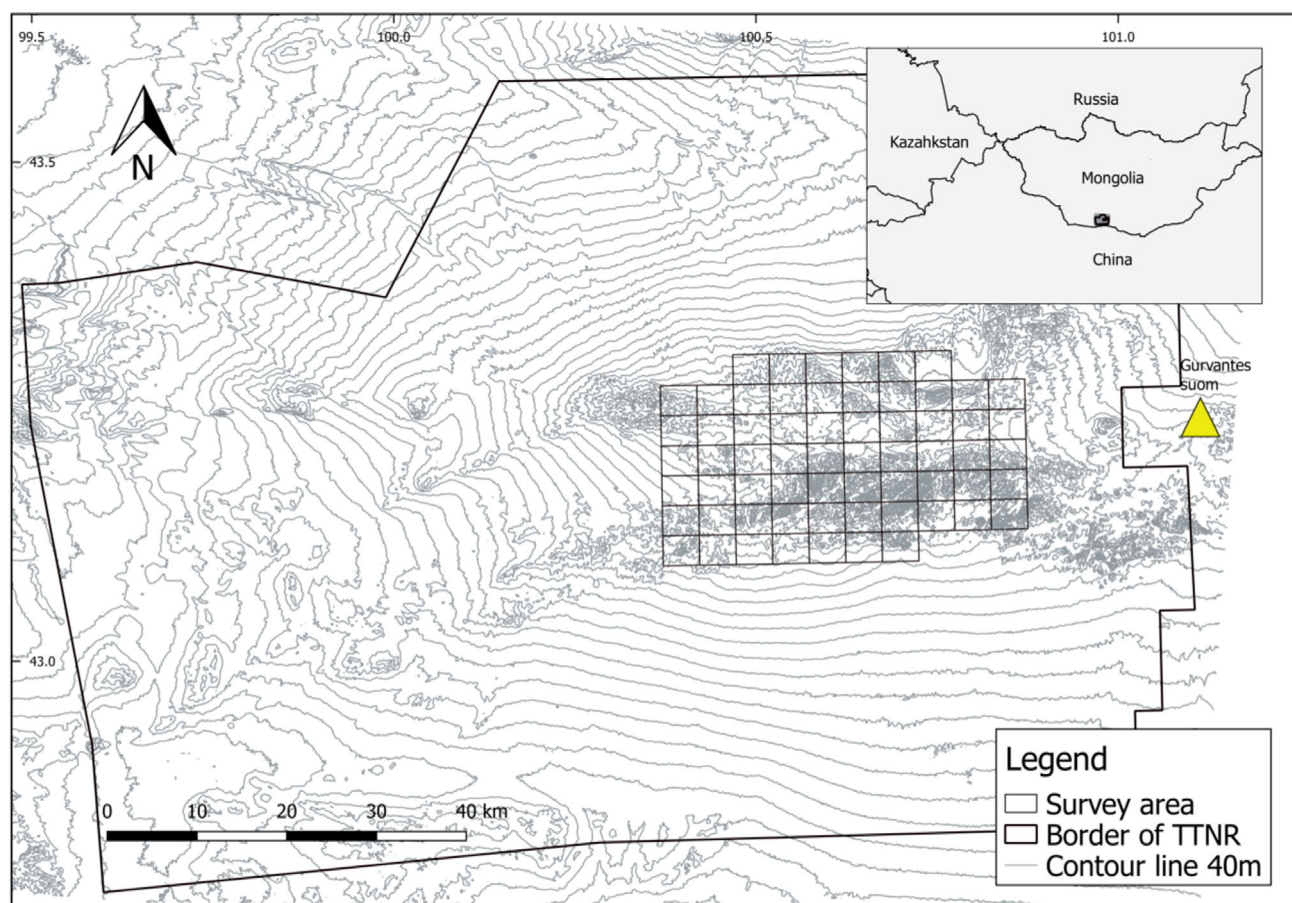 99.5
100.0
100.5
101.0
Russia
Kazahkstan
Mongolia
China
N
43.5
Gurvantes
suom
43.0
0 10 20 30 40 km
Legend
Survey area
Border of TTNR
Contour line 40m